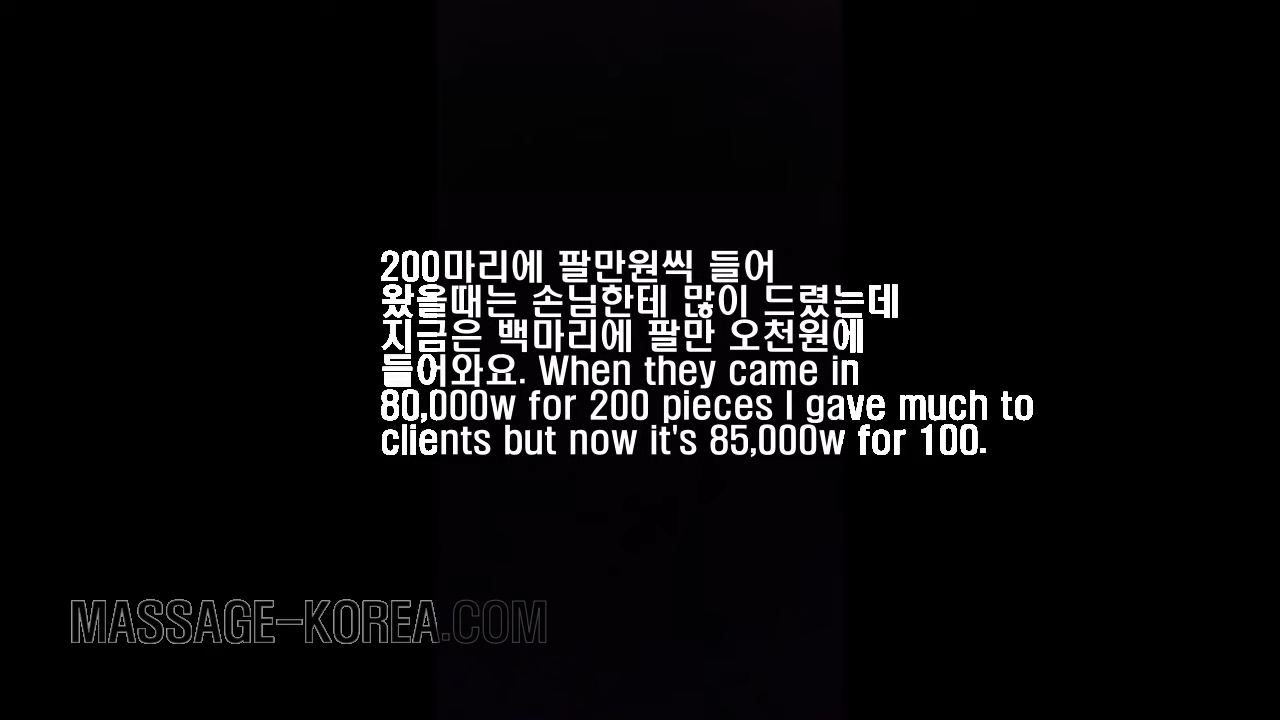 200마리에 팔만원씩 들어
왔올때는 손님한테 많이 드렸는데
지금은 백마리에 팔만 오천원에
들어와요. When they came in
80,000w for 200 pieces I gave much to
clients but now it's 85,000w for 100.
MASSAGE-KOREA.COM